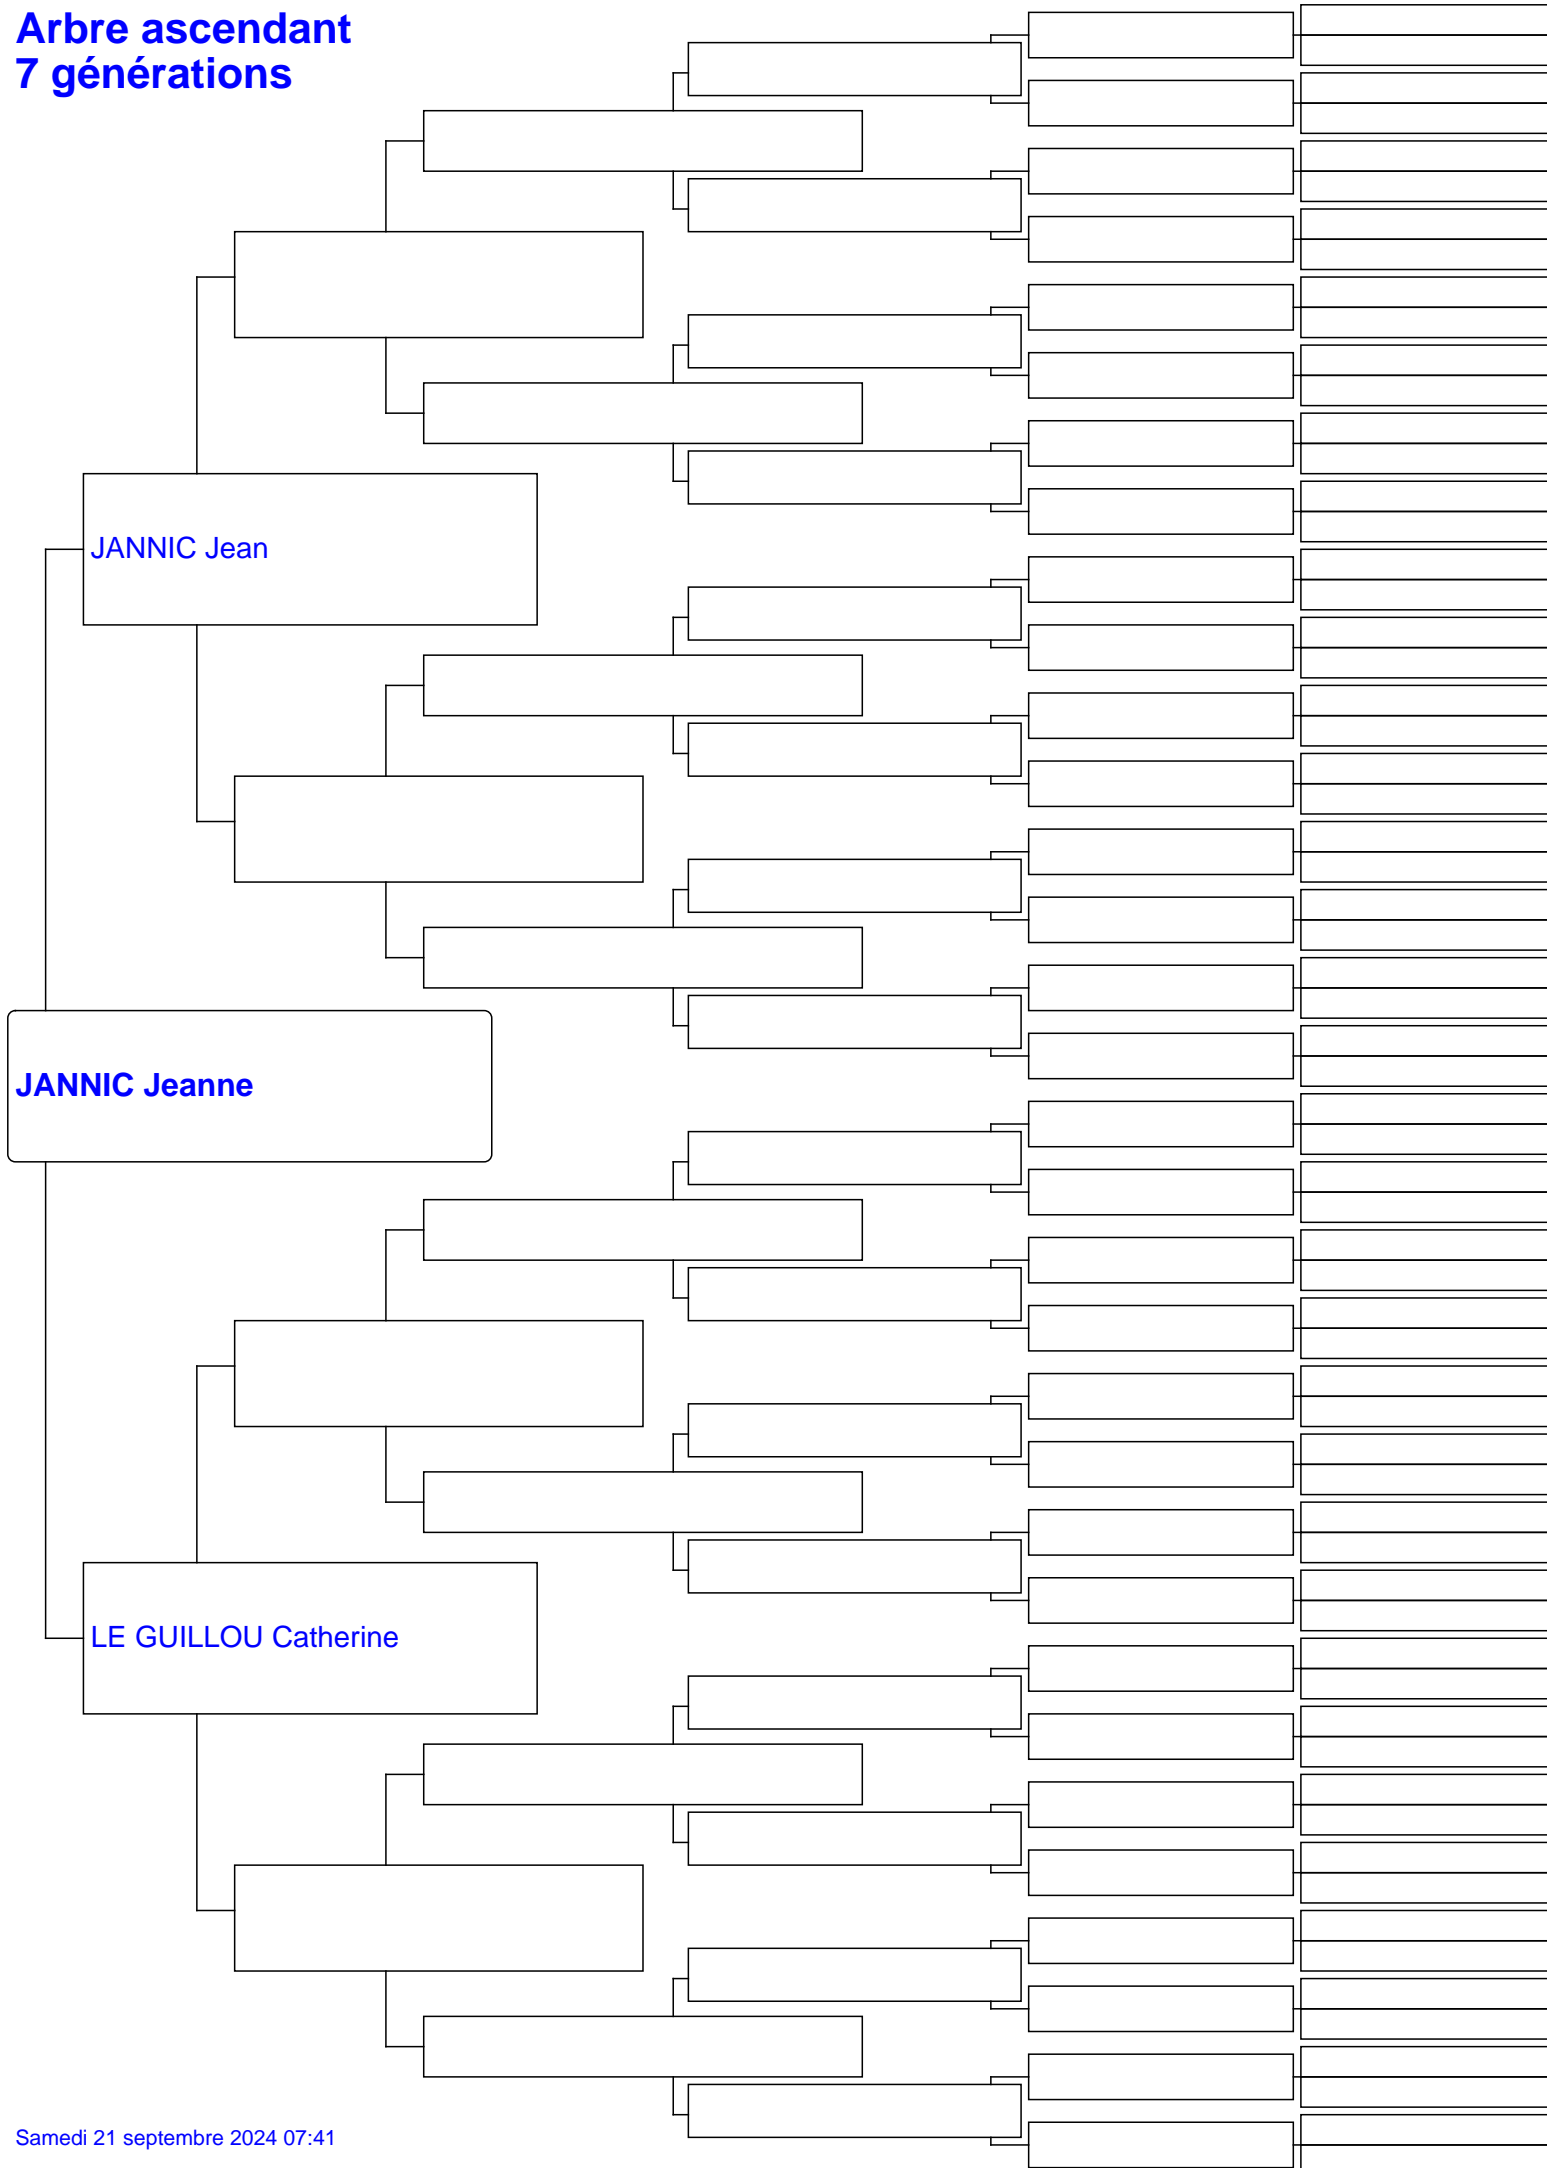 Arbre ascendant
7 générations
JANNIC Jean
JANNIC Jeanne
LE GUILLOU Catherine
Samedi 21 septembre 2024 07:41